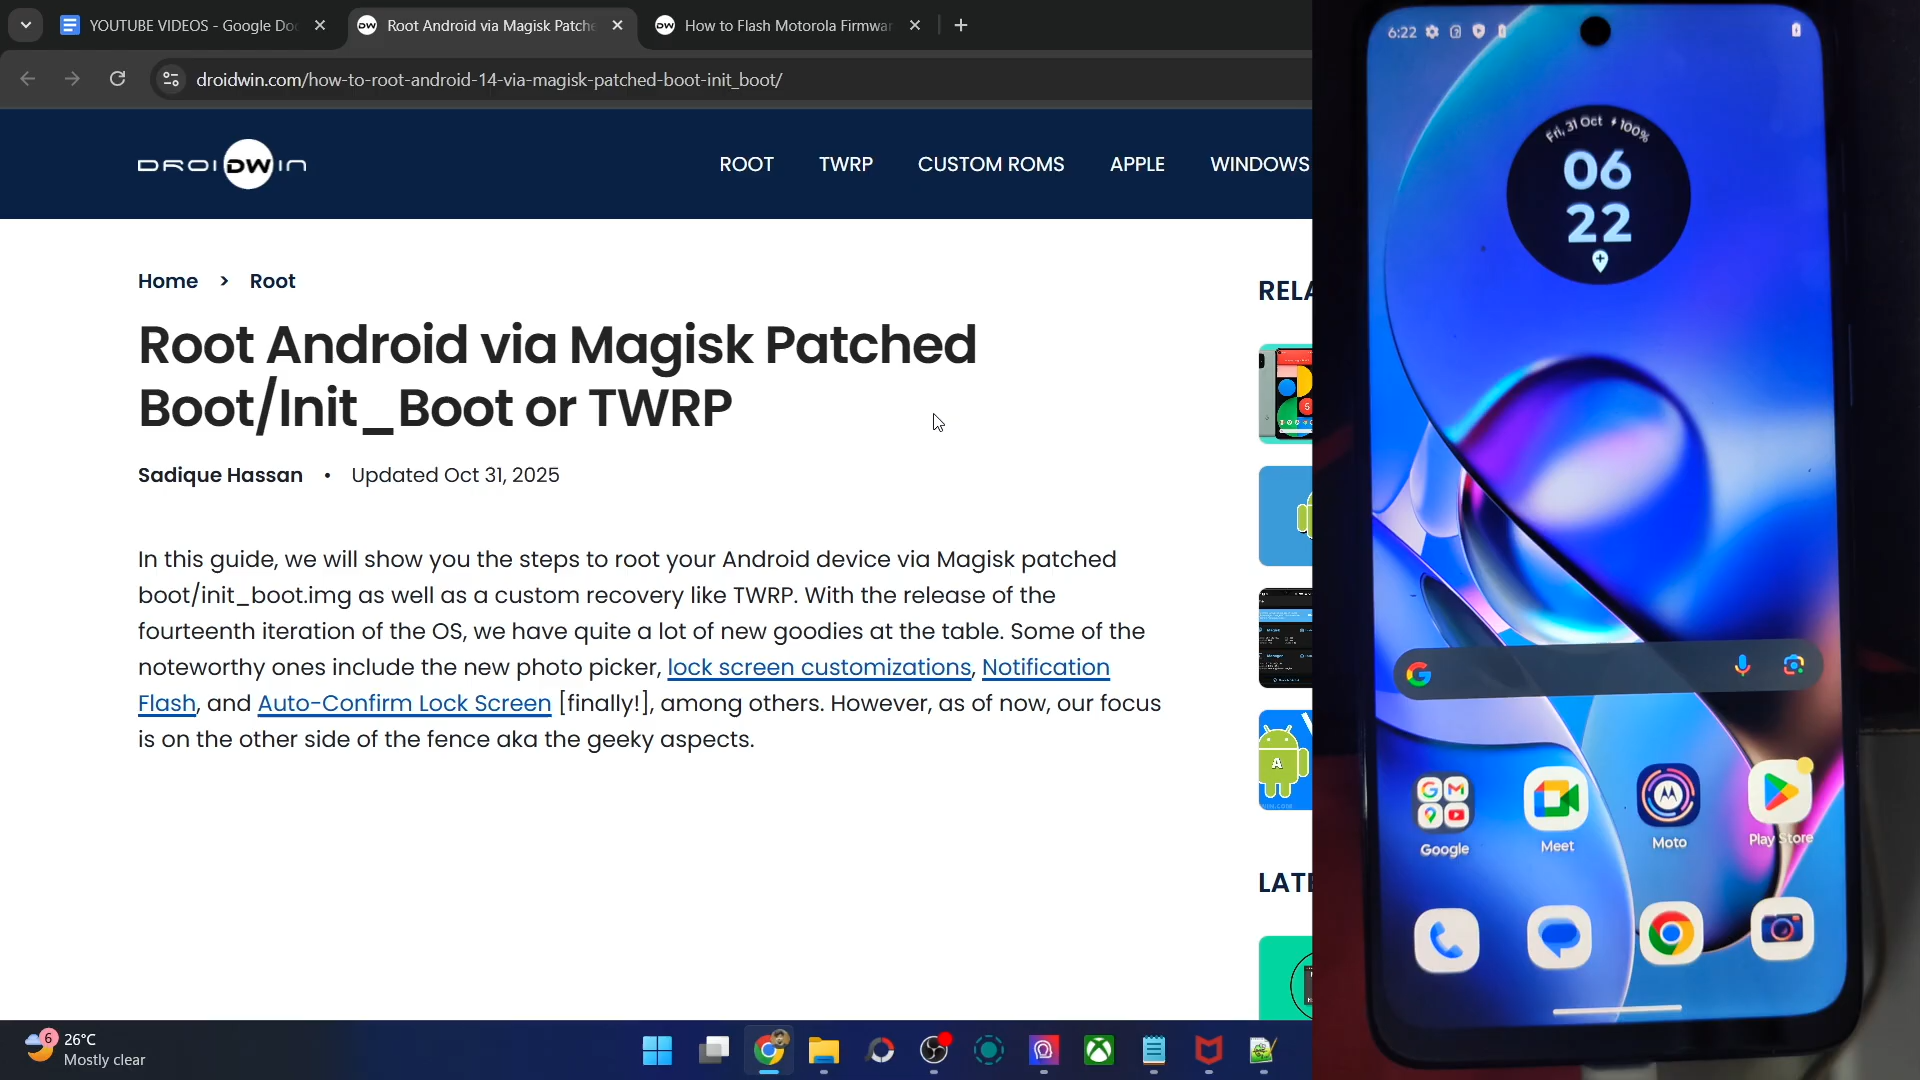 YOUTUBE VIDEOS - Google Do
Root Android via Magisk Patche
How to Flash Motorola Firmwar
droidwin.com/how-to-root-android-14-via-magisk-patched-boot-init_boot/
DROIDWIN
ROOT
TWRP
CUSTOM ROMS
APPLE
WINDOWS
Home > Root
Root Android via Magisk Patched
Boot/Init_Boot or TWRP
Sadique Hassan • Updated Oct 31, 2025
In this guide, we will show you the steps to root your Android device via Magisk patched
boot/init_boot.img as well as a custom recovery like TWRP. With the release of the
fourteenth iteration of the OS, we have quite a lot of new goodies at the table. Some of the
noteworthy ones include the new photo picker, lock screen customizations, Notification
Flash, and Auto-Confirm Lock Screen [finally!], among others. However, as of now, our focus
is on the other side of the fence aka the geeky aspects.
RELA
LATE
6
26°C
Mostly clear
6:22
Fri, 31 Oct 100%
06
22
Google
Meet
Moto
Play Store